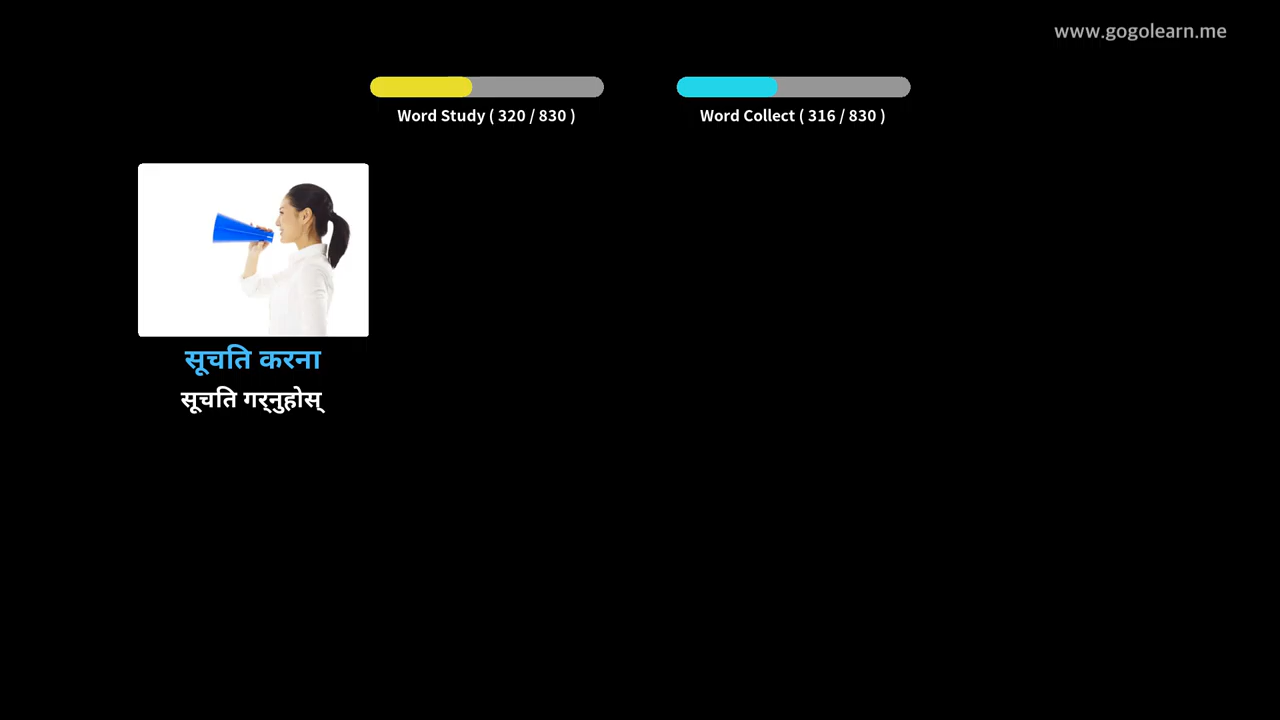 www.gogolearn.me
Word Study ( 320 / 830 )
Word Collect ( 316 / 830 )
सूचति करना
सूचति गर्‌नुहोस्